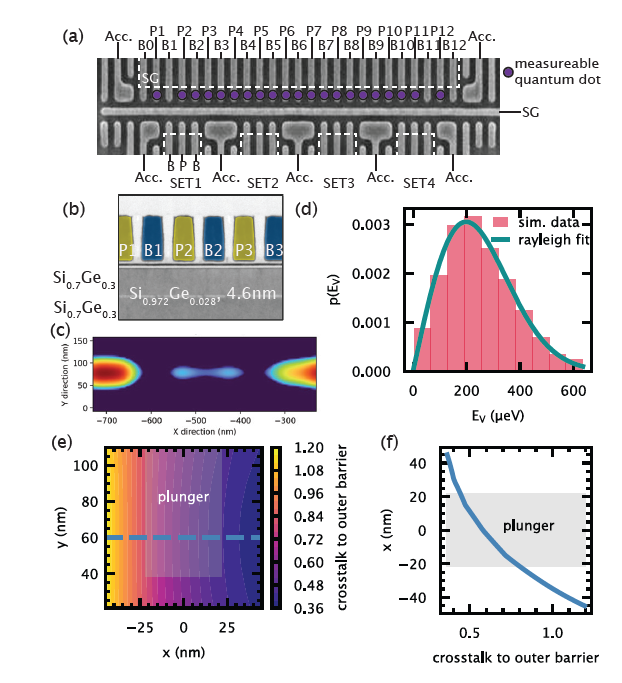 (a)
P1 P2 P3 P4 P5 P6 P7 P8 P9 P10 P11 P12
Acc. B0 B1 B2 B3 B4 B5 B6 B7 B8 B9 B10 B11 B12 Acc.
SG
measureable
quantum dot
SG
B P B
Acc. SET1 Acc. SET2 Acc. SET3 Acc. SET4 Acc.
(b)
P1 B1 P2 B2 P3 B3
Si0.7Ge0.3
Si0.972Ge0.028, 4.6nm
Si0.7Ge0.3
(c)
150
100
50
0
Y direction (nm)
−700 −600 −500 −400 −300
X direction (nm)
(d)
sim. data
rayleigh fit
0.003
0.002
0.001
0.000
p(EV)
0 200 400 600
EV (μeV)
(e)
plunger
100
80
60
40
y (nm)
−25 0 25
x (nm)
1.20
1.08
0.96
0.84
0.72
0.60
0.48
0.36
crosstalk to outer barrier
(f)
plunger
40
20
0
−20
−40
x (nm)
0.5 1.0
crosstalk to outer barrier